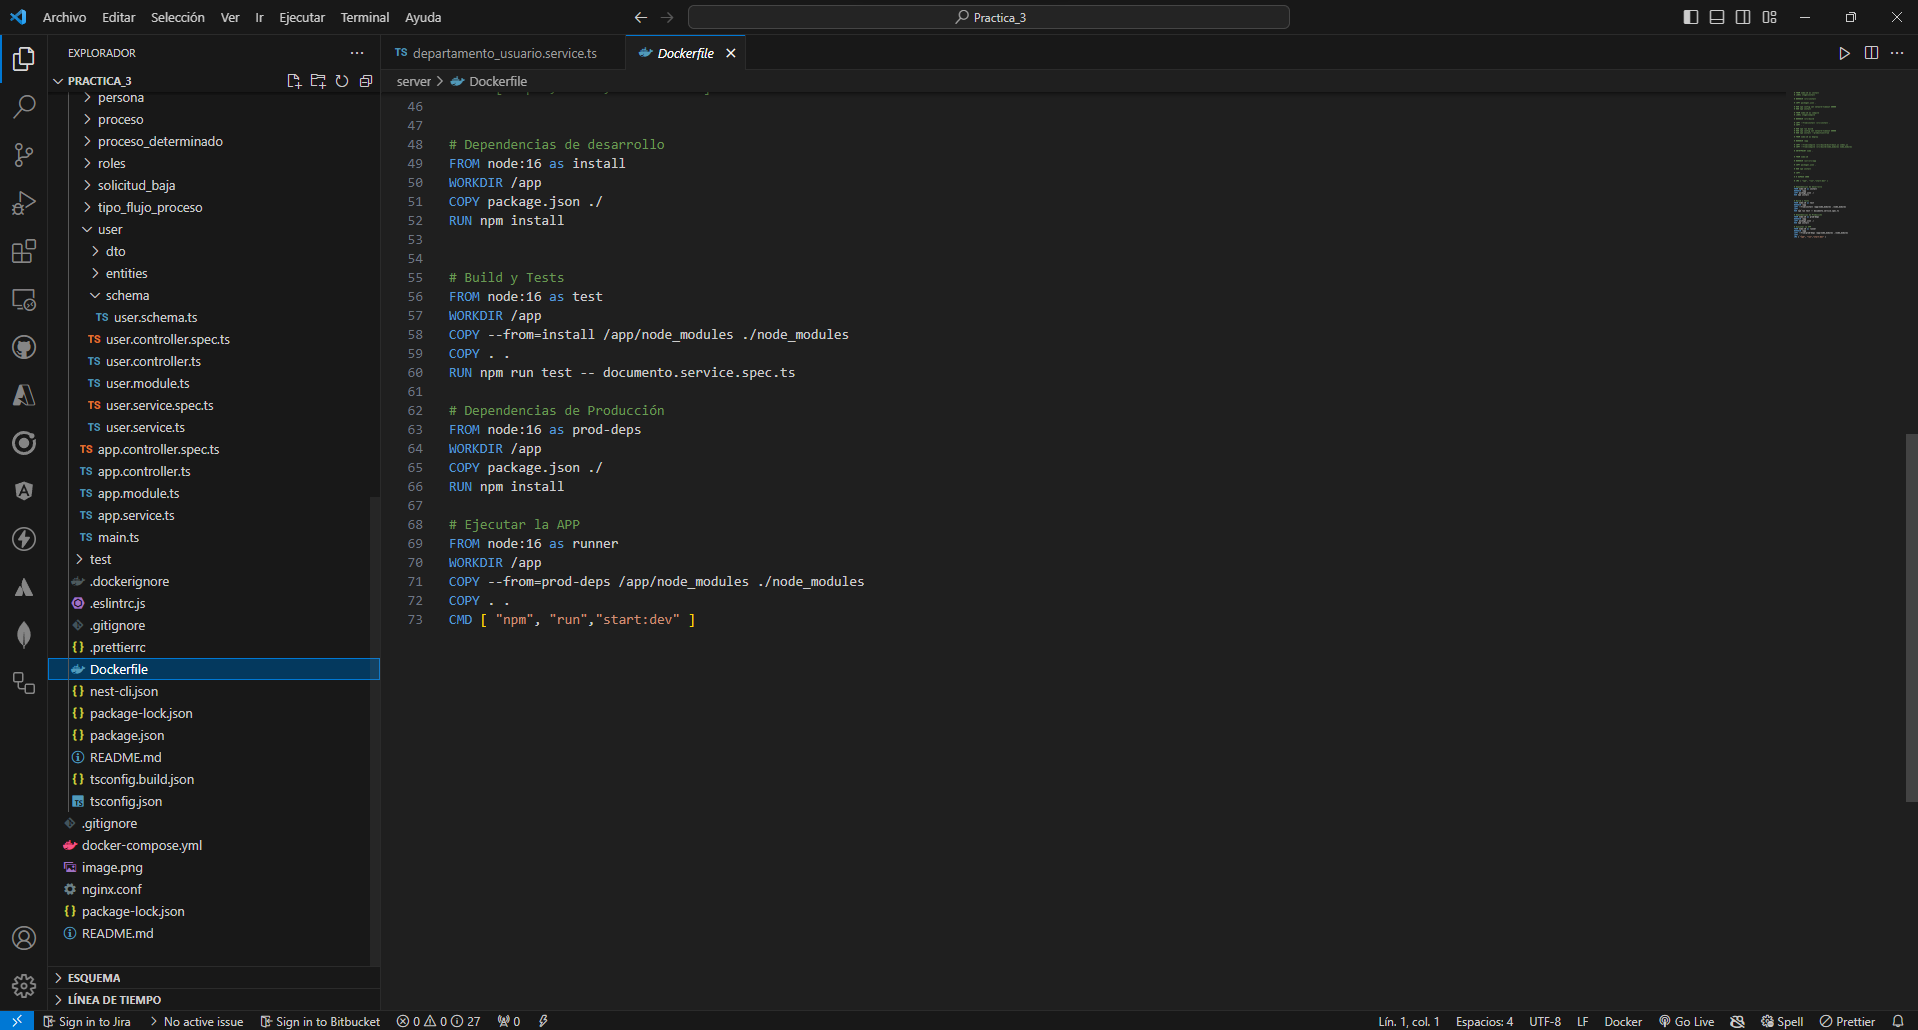 Archivo Editar Selección Ver Ir Ejecutar Terminal Ayuda
Practica_3
EXPLORADOR
PRACTICA_3
persona
proceso
proceso_determinado
roles
solicitud_baja
tipo_flujo_proceso
user
dto
entities
schema
TS user.schema.ts
TS user.controller.spec.ts
TS user.controller.ts
TS user.module.ts
TS user.service.spec.ts
TS user.service.ts
TS app.controller.spec.ts
TS app.controller.ts
TS app.module.ts
TS app.service.ts
TS main.ts
test
.dockerignore
.eslintrc.js
.gitignore
{} .prettierrc
Dockerfile
{} nest-cli.json
{} package-lock.json
{} package.json
README.md
{} tsconfig.build.json
TS tsconfig.json
.gitignore
docker-compose.yml
image.png
nginx.conf
{} package-lock.json
README.md
ESQUEMA
LÍNEA DE TIEMPO
TS departamento_usuario.service.ts
Dockerfile
server > Dockerfile
46
47
48 # Dependencias de desarrollo
49 FROM node:16 as install
50 WORKDIR /app
51 COPY package.json ./
52 RUN npm install
53
54
55 # Build y Tests
56 FROM node:16 as test
57 WORKDIR /app
58 COPY --from=install /app/node_modules ./node_modules
59 COPY . .
60 RUN npm run test -- documento.service.spec.ts
61
62 # Dependencias de Producción
63 FROM node:16 as prod-deps
64 WORKDIR /app
65 COPY package.json ./
66 RUN npm install
67
68 # Ejecutar la APP
69 FROM node:16 as runner
70 WORKDIR /app
71 COPY --from=prod-deps /app/node_modules ./node_modules
72 COPY . .
73 CMD [ "npm", "run","start:dev" ]
Sign in to Jira > No active issue Sign in to Bitbucket 0 0 27 0
Lín. 1, col. 1 Espacios: 4 UTF-8 LF Docker Go Live Spell Prettier